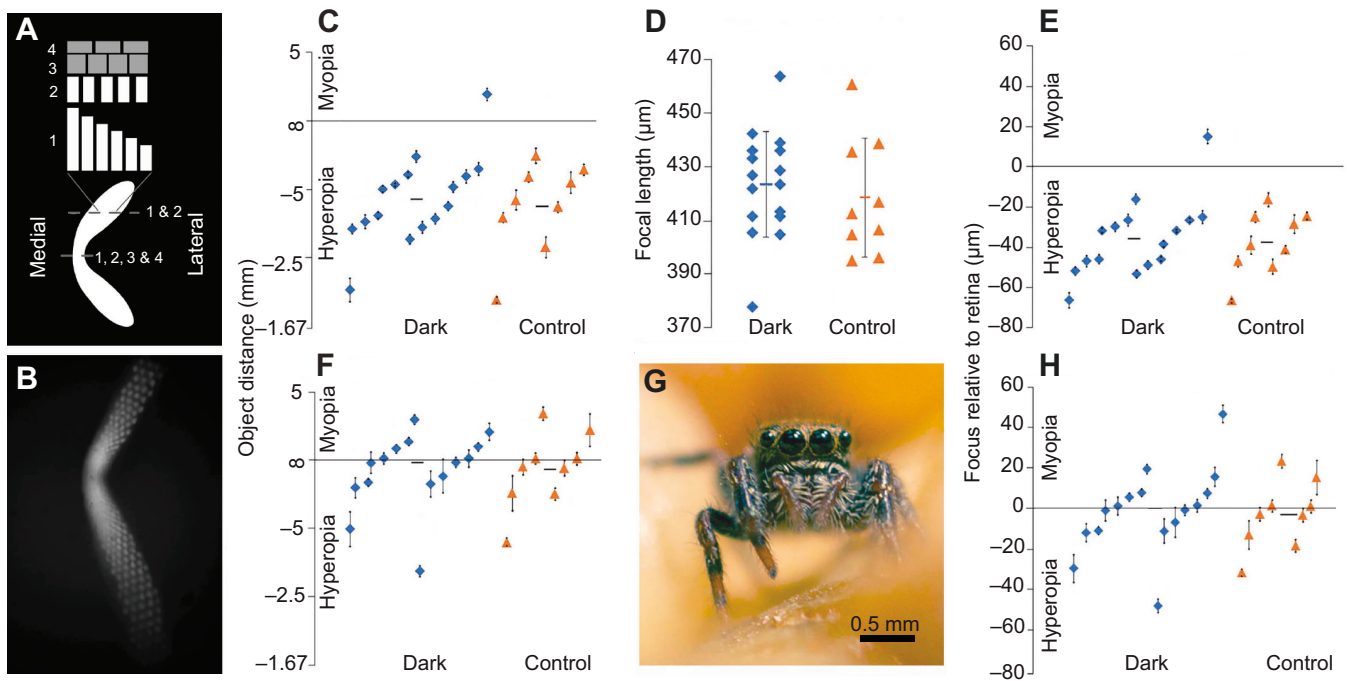 A
4
3
2
1
1 & 2
1, 2, 3 & 4
Medial
Lateral
B
Object distance (mm)
C
5
8
–5
–2.5
–1.67
Myopia
Hyperopia
Dark
Control
D
Focal length (µm)
470
450
430
410
390
370
Dark
Control
Focus relative to retina (µm)
E
60
40
20
0
–20
–40
–60
–80
Myopia
Hyperopia
Dark
Control
F
5
∞
–5
–2.5
–1.67
Myopia
Hyperopia
Dark
Control
G
0.5 mm
H
60
40
20
0
–20
–40
–60
–80
Myopia
Hyperopia
Dark
Control